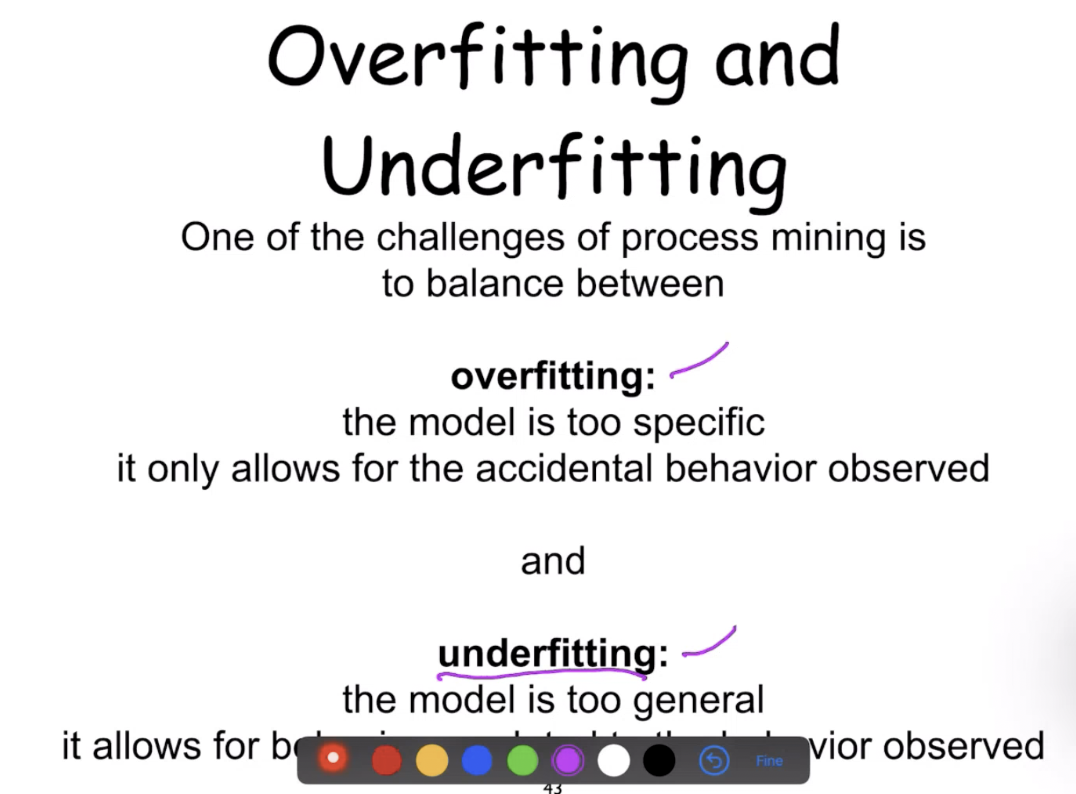 Overfitting and
Underfitting
One of the challenges of process mining is
to balance between
overfitting:
the model is too specific
it only allows for the accidental behavior observed
and
underfitting:
the model is too general
it allows for vior observed
Fine
43